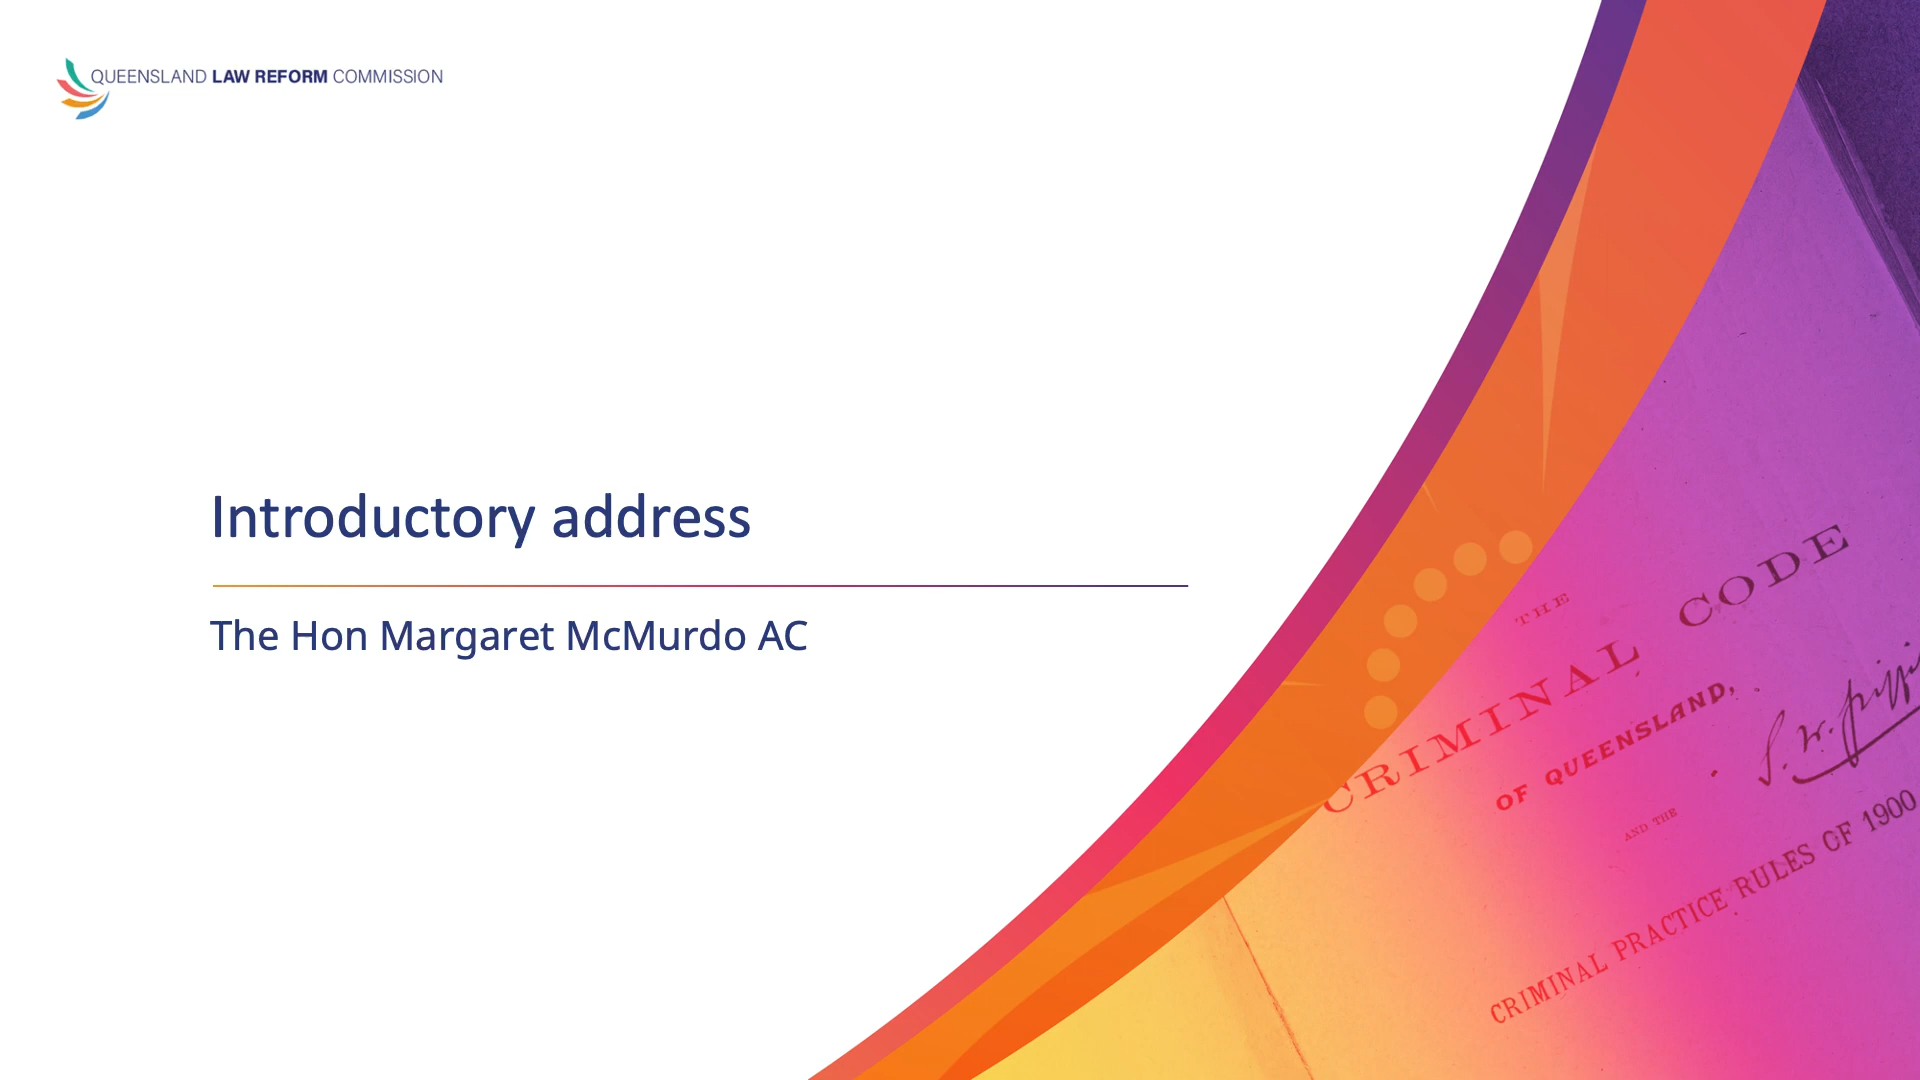 QUEENSLAND LAW REFORM COMMISSION
Introductory address
The Hon Margaret McMurdo AC
THE
CRIMINAL CODE
OF QUEENSLAND,
AND THE
CRIMINAL PRACTICE RULES OF 1900